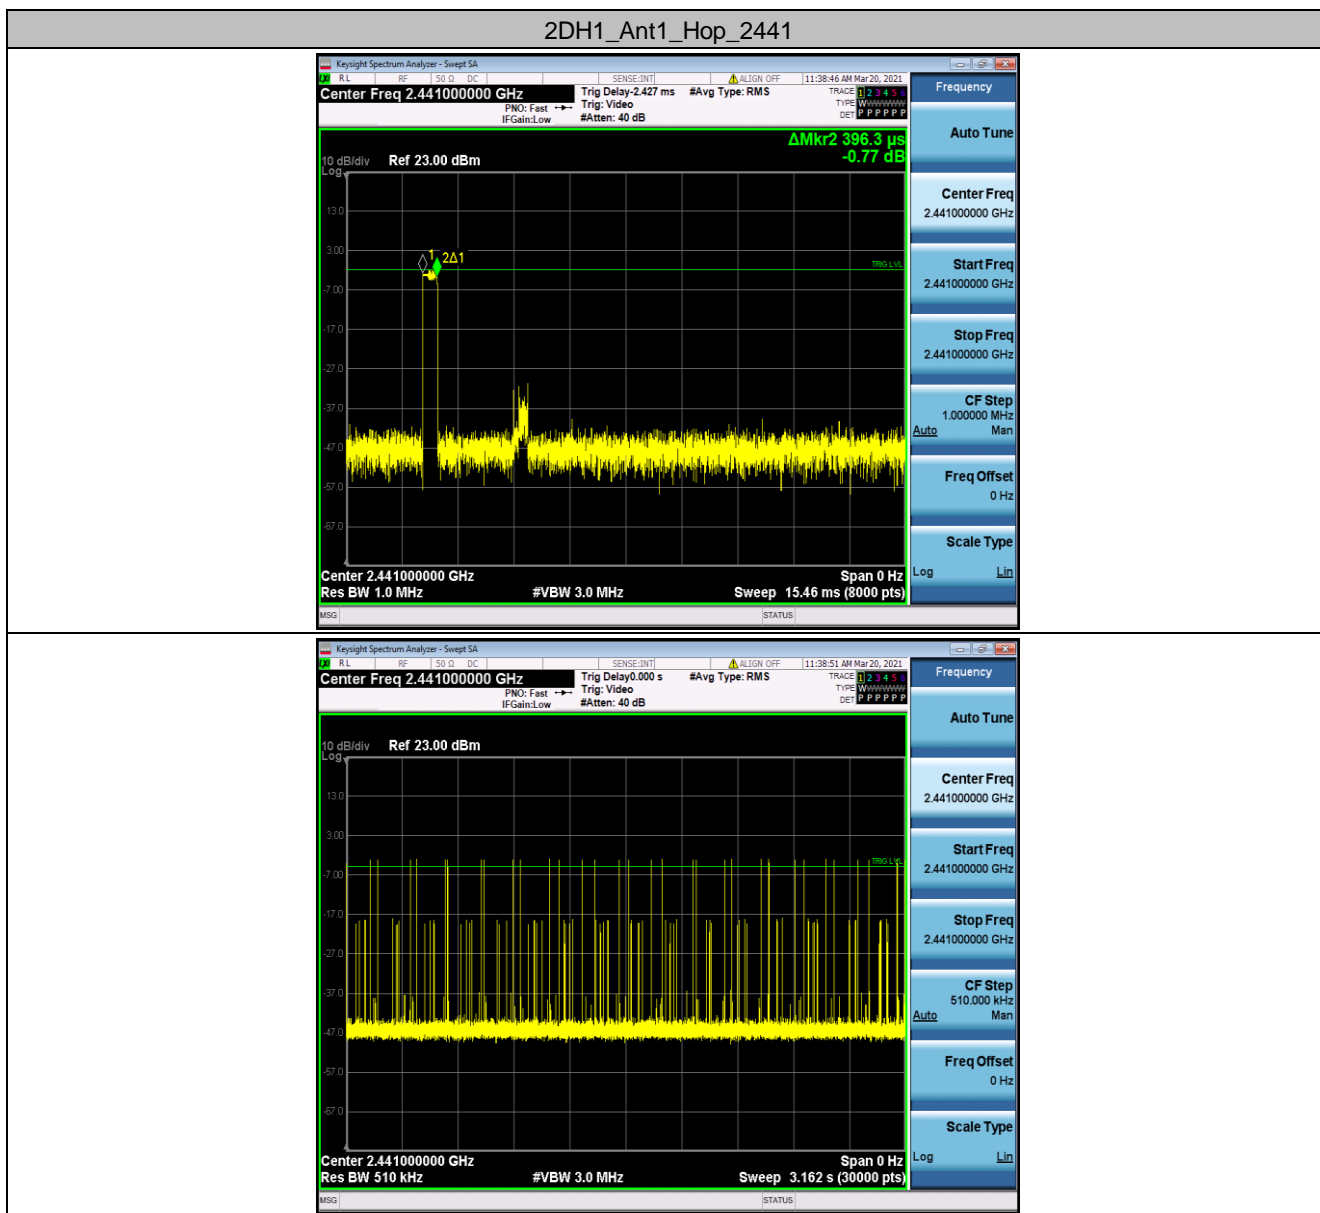 2DH1_Ant1_Hop_2441
Keysight Spectrum Analyzer - Swept SA
RL RF 50 Ω DC SENSE:INT ALIGN OFF 11:38:46 AM Mar 20, 2021
Center Freq 2.441000000 GHz
PNO: Fast
IFGain:Low
Trig Delay-2.427 ms
Trig: Video
#Atten: 40 dB
#Avg Type: RMS
TRACE 1 2 3 4 5 6
TYPE W
DET P P P P P P
ΔMkr2 396.3 µs
-0.77 dB
10 dB/div Ref 23.00 dBm
Log
13.0
3.00
-7.00
-17.0
-27.0
-37.0
-47.0
-57.0
-67.0
1
2Δ1
TRIG LVL
Center 2.441000000 GHz
Span 0 Hz
Res BW 1.0 MHz
#VBW 3.0 MHz
Sweep 15.46 ms (8000 pts)
MSG
STATUS
Frequency
Auto Tune
Center Freq
2.441000000 GHz
Start Freq
2.441000000 GHz
Stop Freq
2.441000000 GHz
CF Step
1.000000 MHz
Auto Man
Freq Offset
0 Hz
Scale Type
Log Lin
Keysight Spectrum Analyzer - Swept SA
RL RF 50 Ω DC SENSE:INT ALIGN OFF 11:38:51 AM Mar 20, 2021
Center Freq 2.441000000 GHz
PNO: Fast
IFGain:Low
Trig Delay0.000 s
Trig: Video
#Atten: 40 dB
#Avg Type: RMS
TRACE 1 2 3 4 5 6
TYPE W
DET P P P P P P
10 dB/div Ref 23.00 dBm
Log
13.0
3.00
-7.00
-17.0
-27.0
-37.0
-47.0
-57.0
-67.0
TRIG LVL
Center 2.441000000 GHz
Span 0 Hz
Res BW 510 kHz
#VBW 3.0 MHz
Sweep 3.162 s (30000 pts)
MSG
STATUS
Frequency
Auto Tune
Center Freq
2.441000000 GHz
Start Freq
2.441000000 GHz
Stop Freq
2.441000000 GHz
CF Step
510.000 kHz
Auto Man
Freq Offset
0 Hz
Scale Type
Log Lin